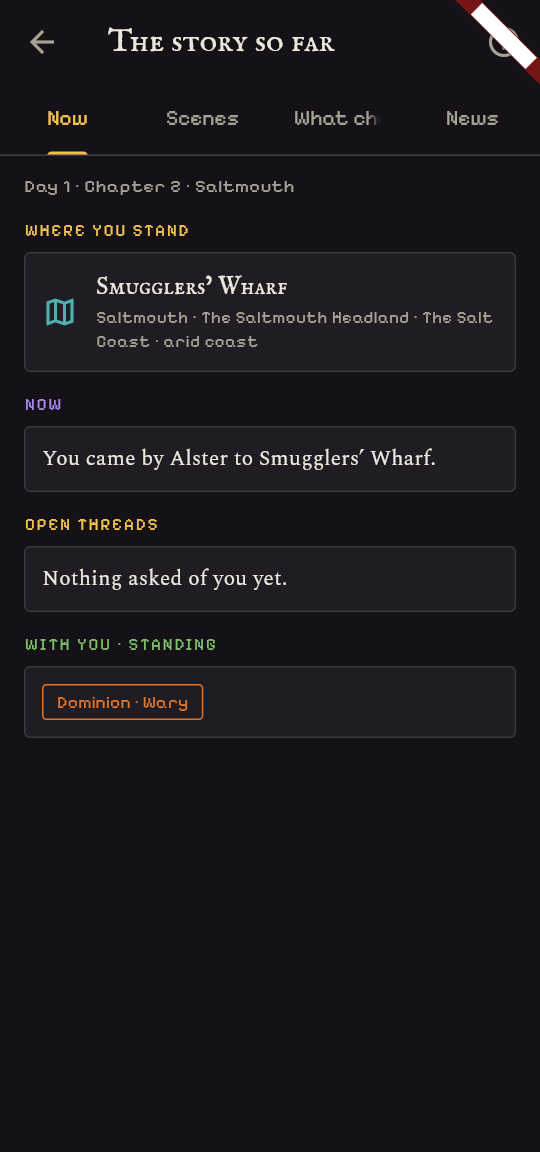 The story so far
Now Scenes What ch News
Day 1 · Chapter 2 · Saltmouth
WHERE YOU STAND
Smugglers’ Wharf
Saltmouth · The Saltmouth Headland · The Salt
Coast · arid coast
NOW
You came by Alster to Smugglers’ Wharf.
OPEN THREADS
Nothing asked of you yet.
WITH YOU · STANDING
Dominion · Wary